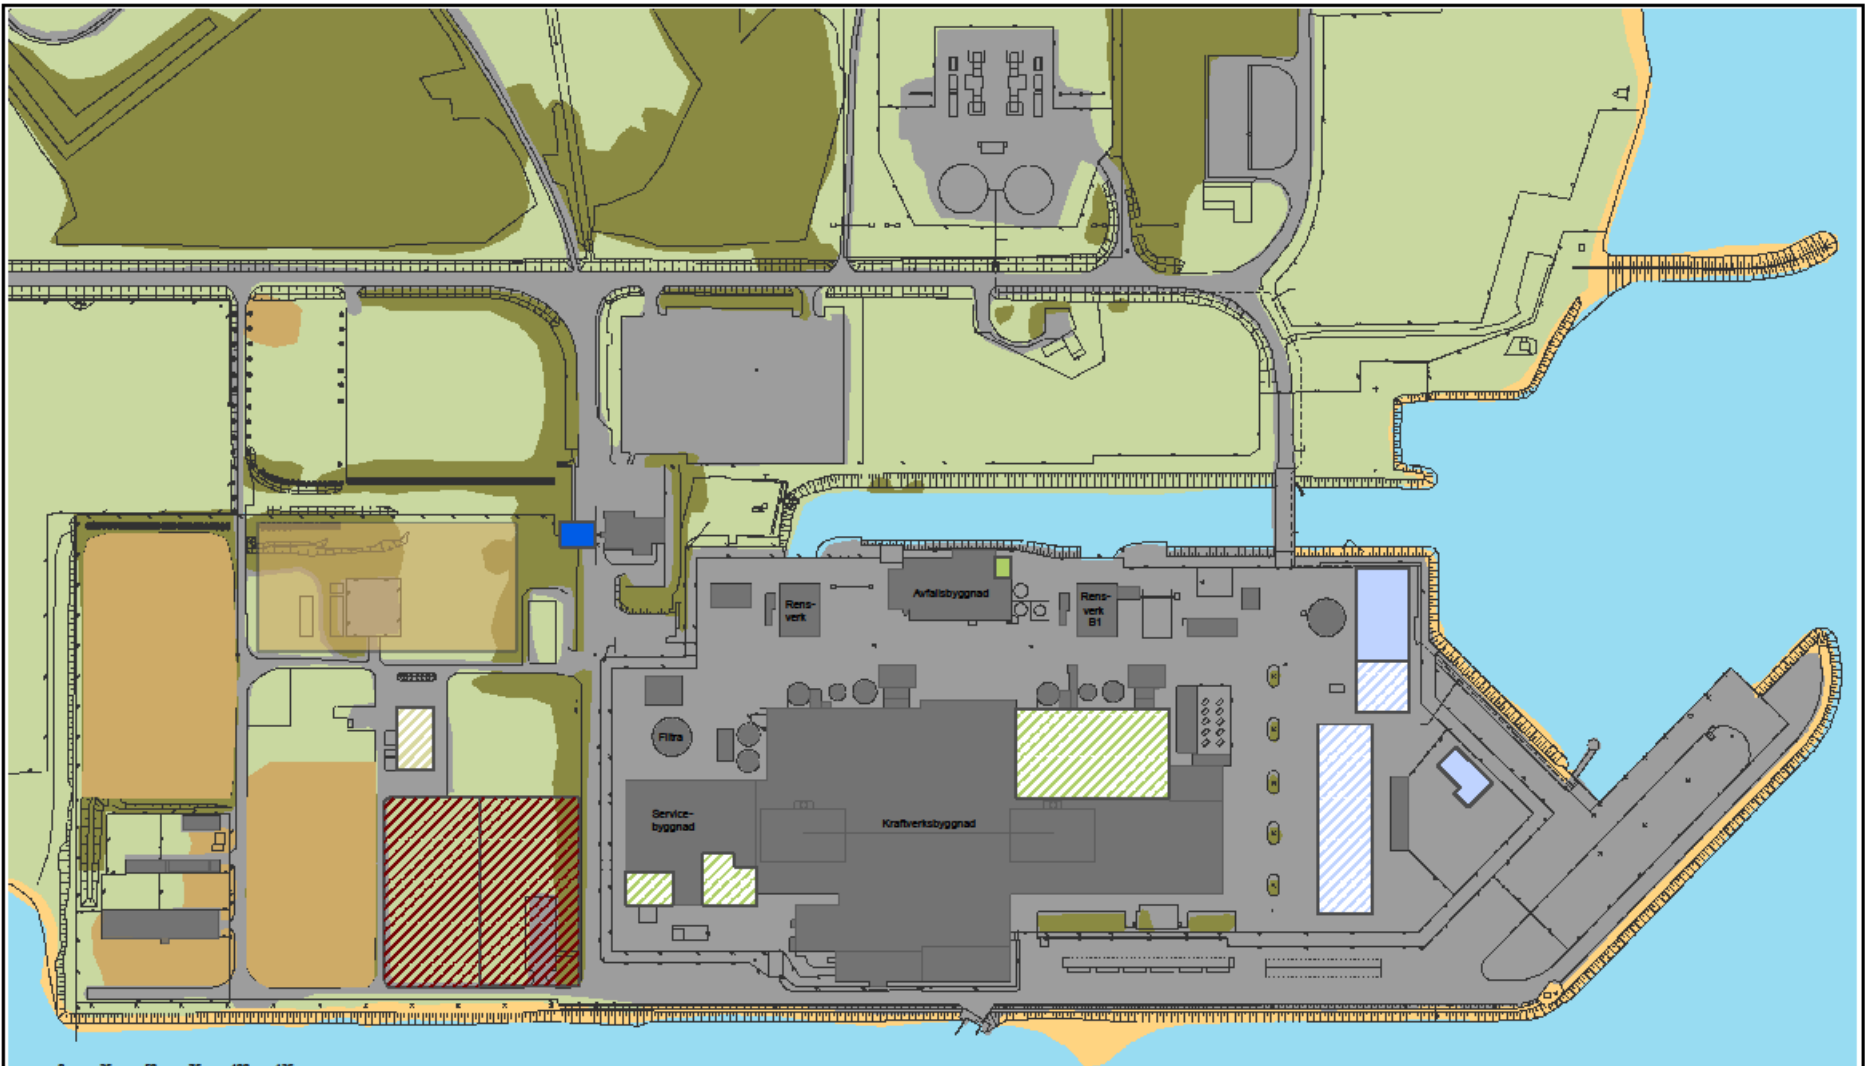 Rens-
verk
Avfallsbyggnad
Rens-
verk
B1
Filtra
Service-
byggnad
Kraftverksbyggnad